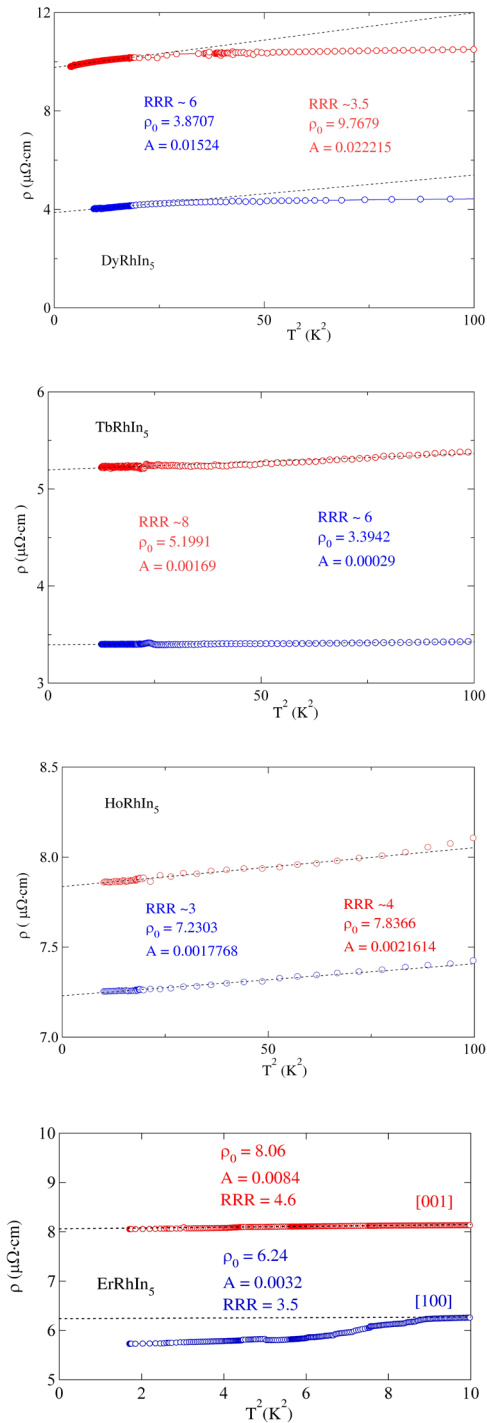 12
8
4
0
ρ (μΩ·cm )
RRR ~ 6
ρ0 = 3.8707
A = 0.01524
RRR ~3.5
ρ0 = 9.7679
A = 0.022215
DyRhIn5
0
50
100
T2 (K2)
6
5
4
3
ρ (μΩ·cm )
TbRhIn5
RRR ~8
ρ0 = 5.1991
A = 0.00169
RRR ~ 6
ρ0 = 3.3942
A = 0.00029
50
100
T2 (K2)
8.5
8.0
7.5
7.0
ρ ( μΩ·cm)
HoRhIn5
RRR ~3
ρ0 = 7.2303
A = 0.0017768
RRR ~4
ρ0 = 7.8366
A = 0.0021614
0
50
100
T2 (K2)
10
9
8
7
6
5
ρ (μΩ·cm)
ρ0 = 8.06
A = 0.0084
RRR = 4.6
[001]
ρ0 = 6.24
A = 0.0032
RRR = 3.5
[100]
ErRhIn5
0
2
4
6
8
10
T2(K2)